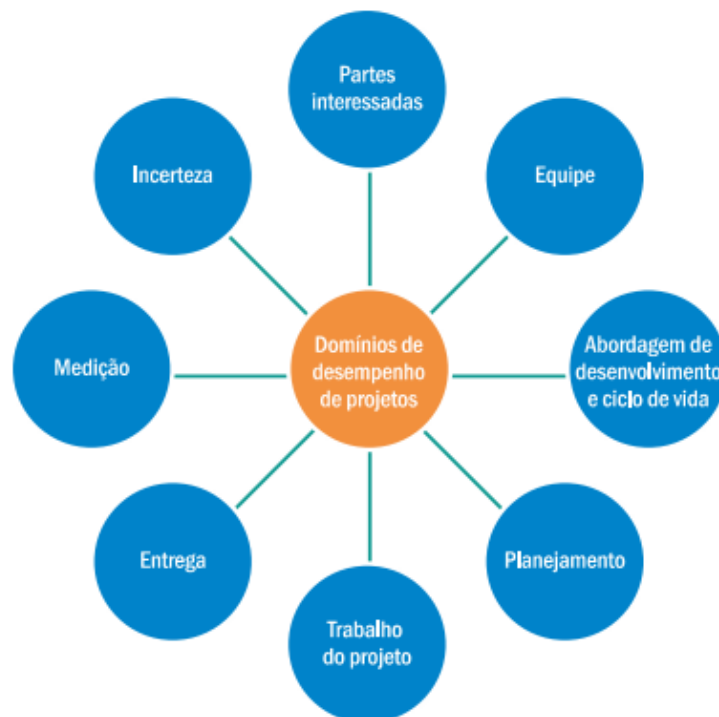 Partes
interessadas
Equipe
Abordagem de
desenvolvimento
e ciclo de vida
Planejamento
Trabalho
do projeto
Entrega
Medição
Incerteza
Domínios de
desempenho
de projetos